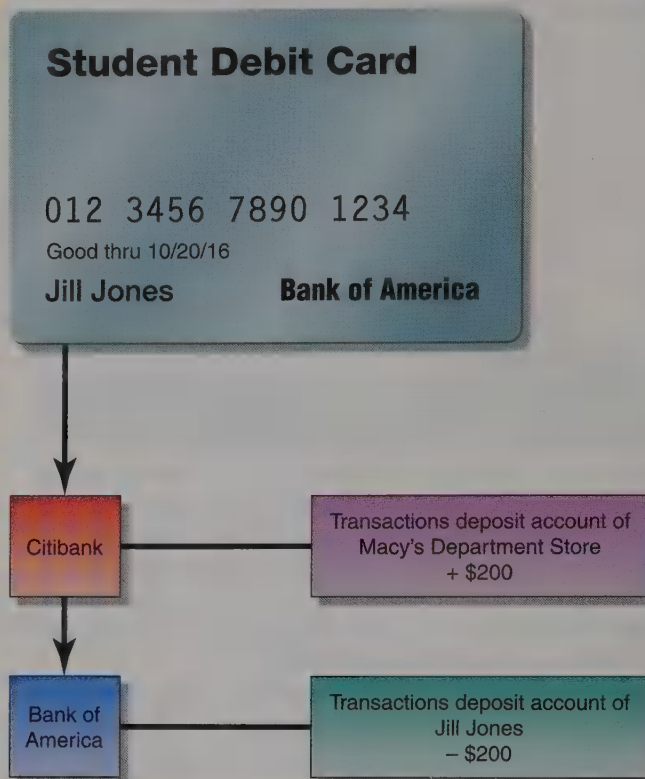 Student Debit Card
012 3456 7890 1234
Good thru 10/20/16
Jill Jones Bank of America
Citibank
Transactions deposit account of
Macy's Department Store
+ $200
Bank of
America
Transactions deposit account of
Jill Jones
– $200